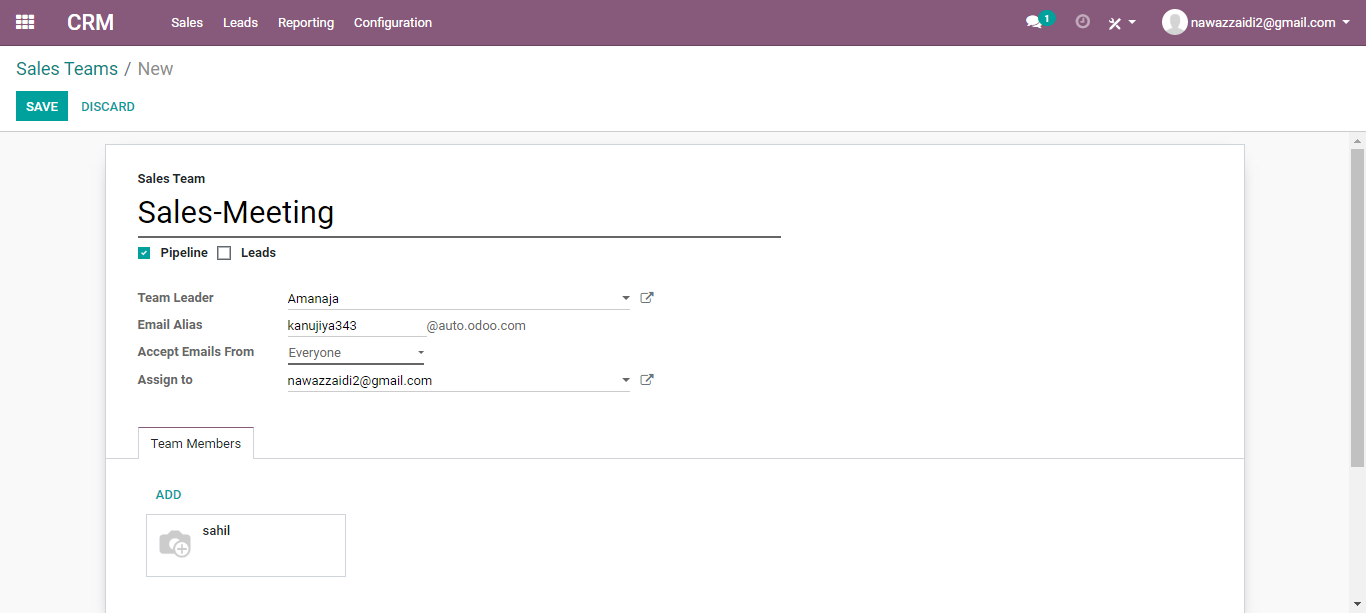 CRM Sales Leads Reporting Configuration 1 nawazzaidi2@gmail.com
Sales Teams / New
SAVE DISCARD
Sales Team
Sales-Meeting
Pipeline Leads
Team Leader Amanaja
Email Alias kanujiya343 @auto.odoo.com
Accept Emails From Everyone
Assign to nawazzaidi2@gmail.com
Team Members
ADD
sahil